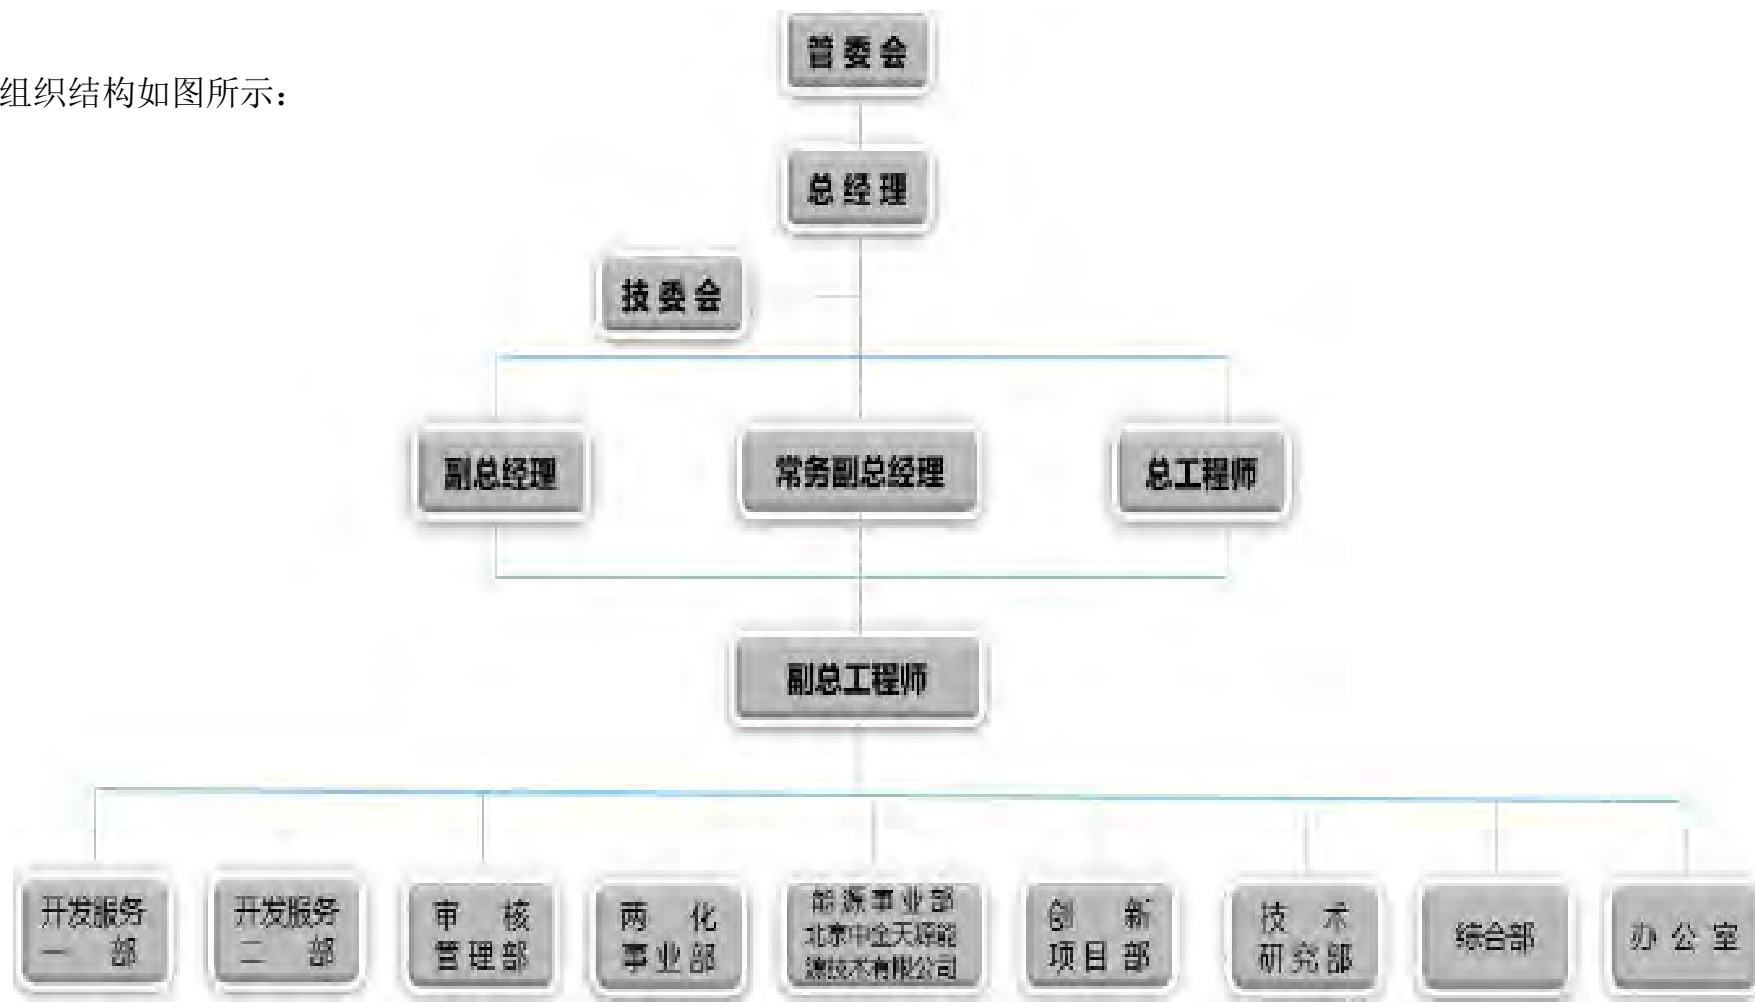 管委会
组织结构如图所示：
总经理
技委会
副总经理
常务副总经理
总工程师
副总工程师
开发服务
一 部
开发服务
二 部
审 核
管理部
两 化
事业部
能源事业部
北京中金天源能
源技术有限公司
创 新
项目部
技 术
研究部
综合部
办公室